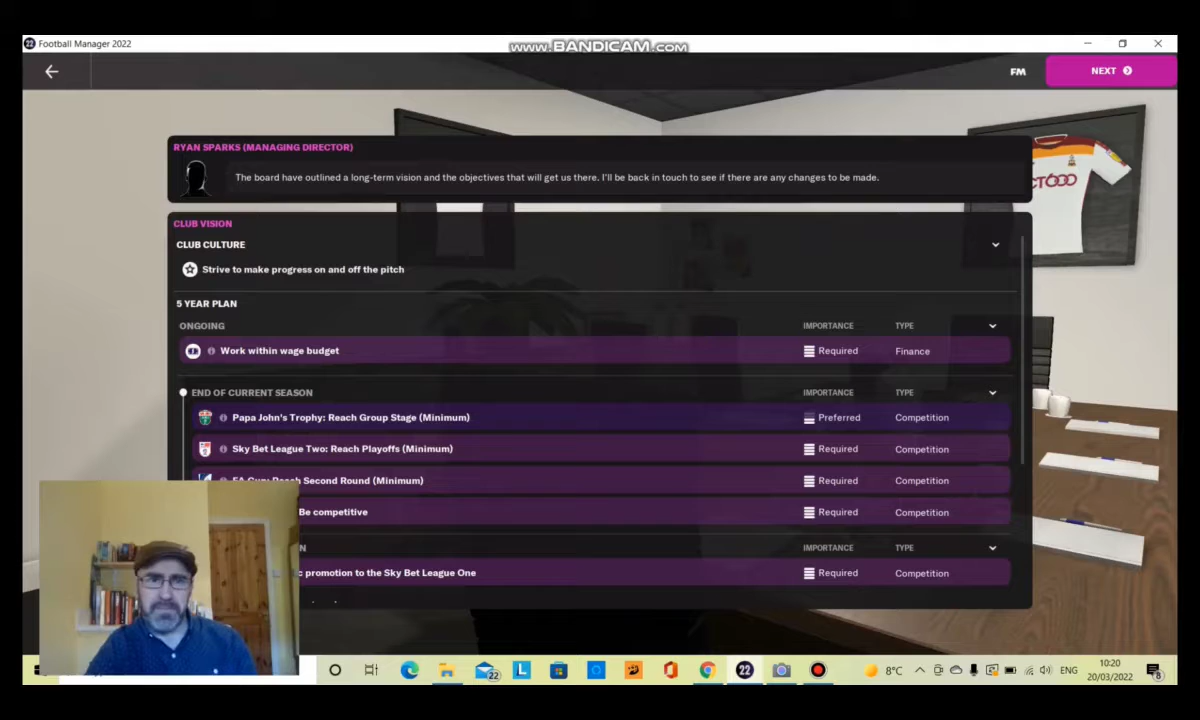 Football Manager 2022
www.BANDICAM.com
FM
NEXT
RYAN SPARKS (MANAGING DIRECTOR)
The board have outlined a long-term vision and the objectives that will get us there. I'll be back in touch to see if there are any changes to be made.
CT6OO
CLUB VISION
CLUB CULTURE
Strive to make progress on and off the pitch
5 YEAR PLAN
ONGOING IMPORTANCE TYPE
Work within wage budget Required Finance
END OF CURRENT SEASON IMPORTANCE TYPE
Papa John's Trophy: Reach Group Stage (Minimum) Preferred Competition
Sky Bet League Two: Reach Playoffs (Minimum) Required Competition
FA Cup: Reach Second Round (Minimum) Required Competition
Be competitive Required Competition
N IMPORTANCE TYPE
c promotion to the Sky Bet League One Required Competition
22
L
22
8°C
ENG
10:20
20/03/2022
8